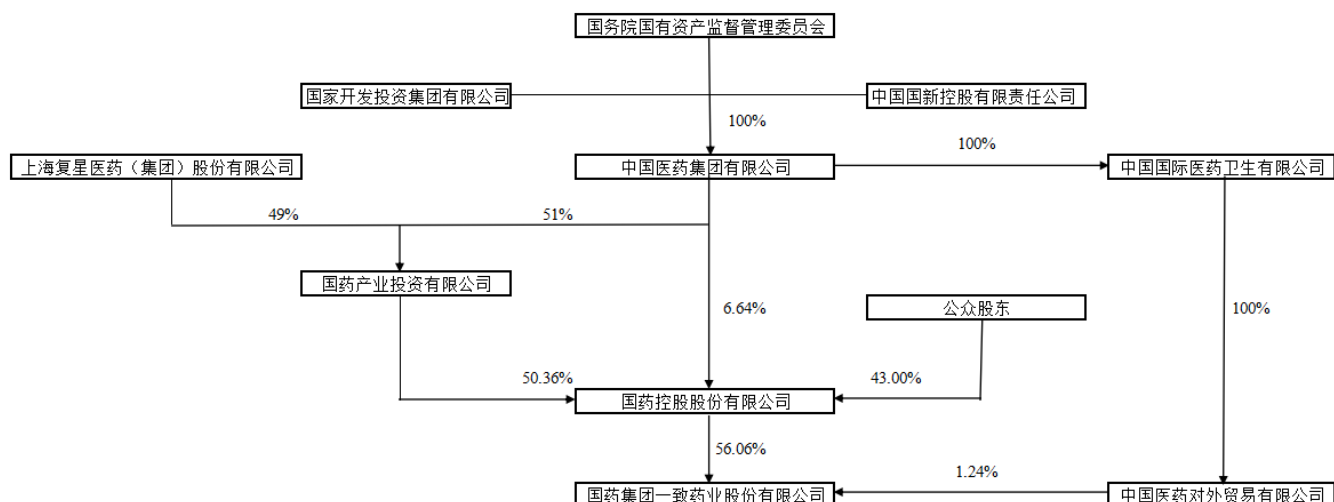 国务院国有资产监督管理委员会
国家开发投资集团有限公司
中国国新控股有限责任公司
100%
上海复星医药（集团）股份有限公司
中国医药集团有限公司
100%
中国国际医药卫生有限公司
49%
51%
国药产业投资有限公司
6.64%
公众股东
100%
50.36%
43.00%
国药控股股份有限公司
56.06%
1.24%
国药集团一致药业股份有限公司
中国医药对外贸易有限公司